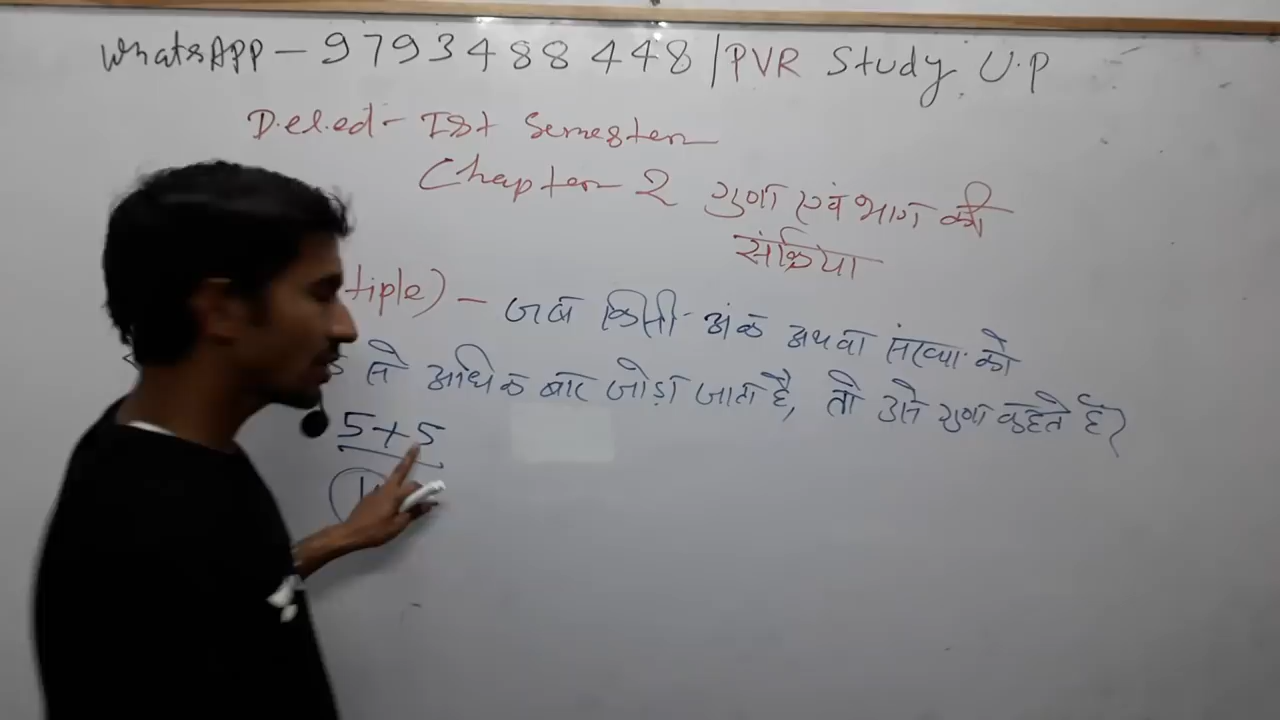 WhatsApp - 9793488448 | PVR Study U.P
D.el.ed - Ist Semester
Chapter 2 गुणा एवं भाग की
संक्रिया
tiple) - जब किसी अंक अथवा संख्या को
से अधिक बार जोड़ा जाता है, तो उसे गुणा कहते हैं
5+5